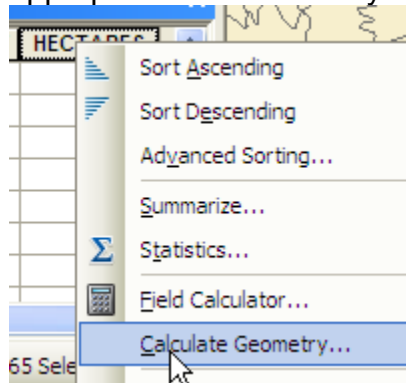 HECTARES
Sort Ascending
Sort Descending
Advanced Sorting...
Summarize...
Σ Statistics...
Field Calculator...
Calculate Geometry...
65 Sele